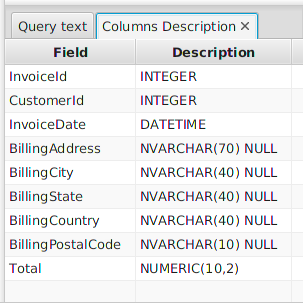 Query text
Columns Description ✕
Field Description
InvoiceId INTEGER
CustomerId INTEGER
InvoiceDate DATETIME
BillingAddress NVARCHAR(70) NULL
BillingCity NVARCHAR(40) NULL
BillingState NVARCHAR(40) NULL
BillingCountry NVARCHAR(40) NULL
BillingPostalCode NVARCHAR(10) NULL
Total NUMERIC(10,2)